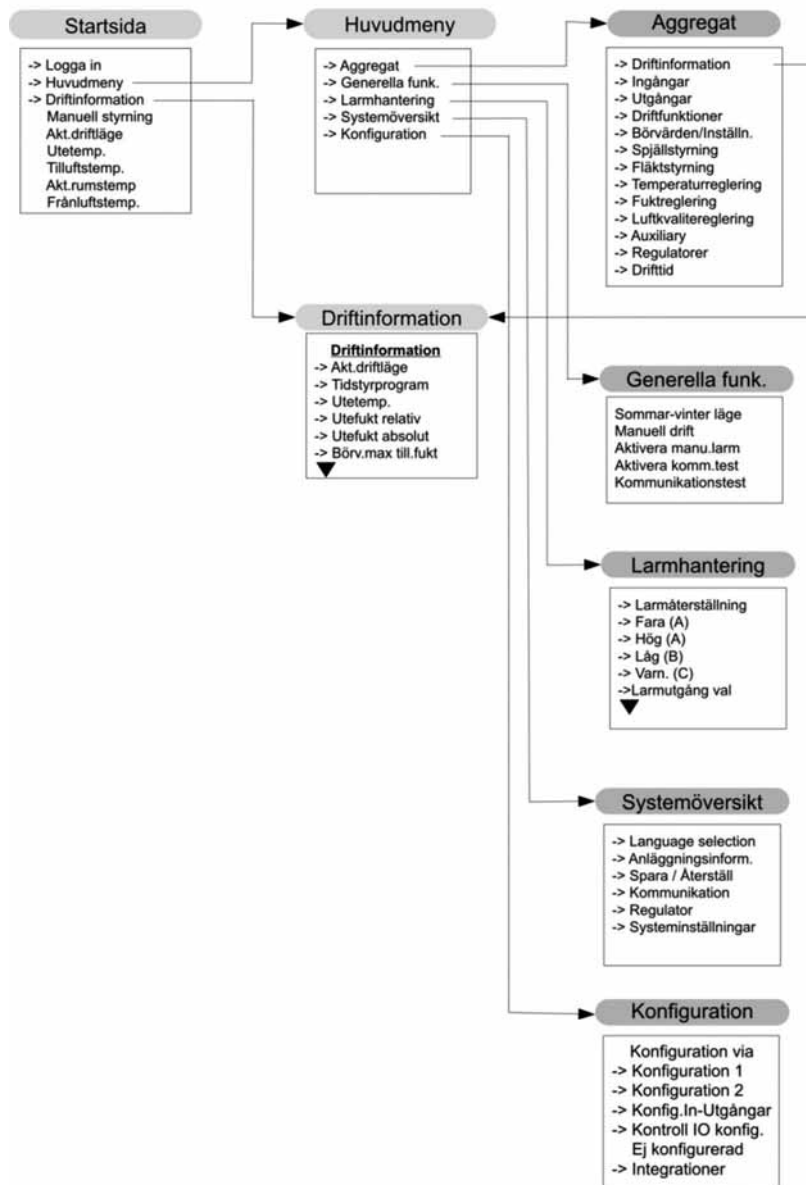 Startsida
-> Logga in
-> Huvudmeny
-> Driftinformation
Manuell styrning
Akt.driftläge
Utetemp.
Tilluftstemp.
Akt.rumstemp
Frånluftstemp.
Huvudmeny
-> Aggregat
-> Generella funk.
-> Larmhantering
-> Systemöversikt
-> Konfiguration
Aggregat
-> Driftinformation
-> Ingångar
-> Utgångar
-> Driftfunktioner
-> Börvärden/Inställn.
-> Spjällstyrning
-> Fläktstyrning
-> Temperaturreglering
-> Fuktreglering
-> Luftkvalitereglering
-> Auxiliary
-> Regulatorer
-> Drifttid
Driftinformation
Driftinformation
-> Akt.driftläge
-> Tidstyrprogram
-> Utetemp.
-> Utefukt relativ
-> Utefukt absolut
-> Börv.max till.fukt
Generella funk.
Sommar-vinter läge
Manuell drift
Aktivera manu.larm
Aktivera komm.test
Kommunikationstest
Larmhantering
-> Larmåterställning
-> Fara (A)
-> Hög (A)
-> Låg (B)
-> Varn. (C)
->Larmutgång val
Systemöversikt
-> Language selection
-> Anläggningsinform.
-> Spara / Återställ
-> Kommunikation
-> Regulator
-> Systeminställningar
Konfiguration
Konfiguration via
-> Konfiguration 1
-> Konfiguration 2
-> Konfig.In-Utgångar
-> Kontroll IO konfig.
Ej konfigurerad
-> Integrationer